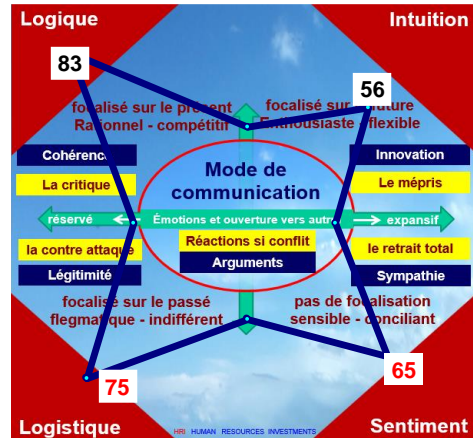 Logique
Intuition
83
56
focalisé sur le présent
Rationnel - compétitif
focalisé sur future
Enthousiaste - flexible
Cohérence
Innovation
Mode de
communication
La critique
Le mépris
réservé
Émotions et ouverture vers autr
expansif
la contre attaque
Réactions si conflit
le retrait total
Légitimité
Arguments
Sympathie
focalisé sur le passé
flegmatique - indifférent
pas de focalisation
sensible - conciliant
75
65
Logistique
HRI HUMAN RESOURCES INVESTMENTS
Sentiment